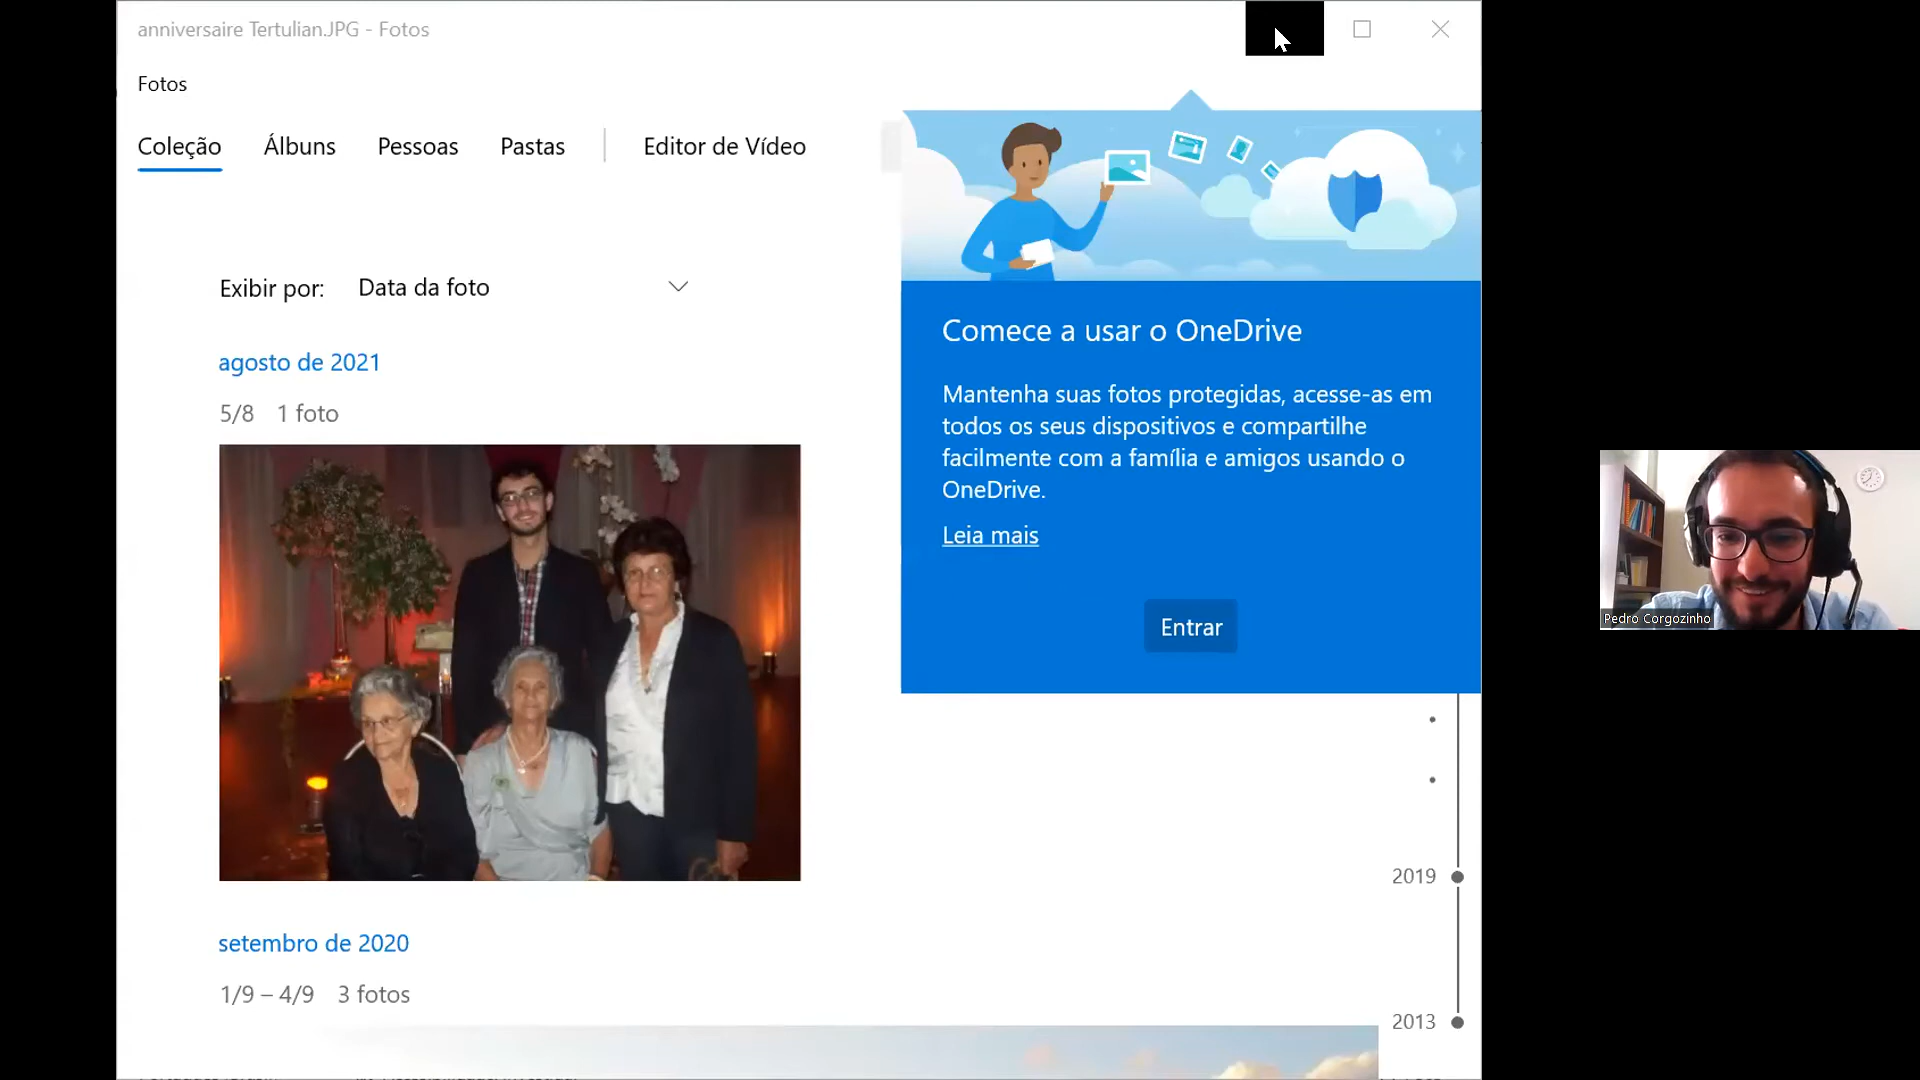 anniversaire Tertulian.JPG - Fotos
Fotos
Coleção
Álbuns
Pessoas
Pastas
Editor de Vídeo
Exibir por:
Data da foto
agosto de 2021
5/8 1 foto
setembro de 2020
1/9 – 4/9 3 fotos
Comece a usar o OneDrive
Mantenha suas fotos protegidas, acesse-as em
todos os seus dispositivos e compartilhe
facilmente com a família e amigos usando o
OneDrive.
Leia mais
Entrar
2019
2013
Pedro Corgozinho